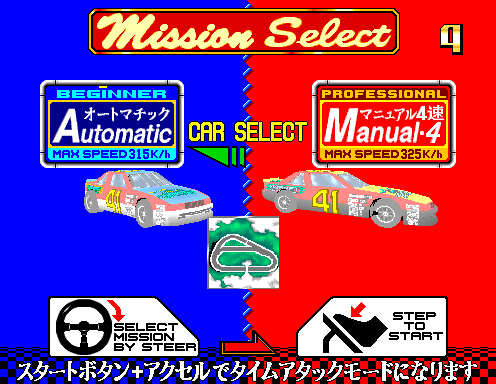 Mission Select
9
BEGINNER
オートマチック
Automatic
MAX SPEED 315K/h
CAR SELECT
PROFESSIONAL
マニュアル4速
Manual-4
MAX SPEED 325K/h
41
41
SELECT
MISSION
BY STEER
STEP
TO
START
スタートボタン+アクセルでタイムアタックモードになります